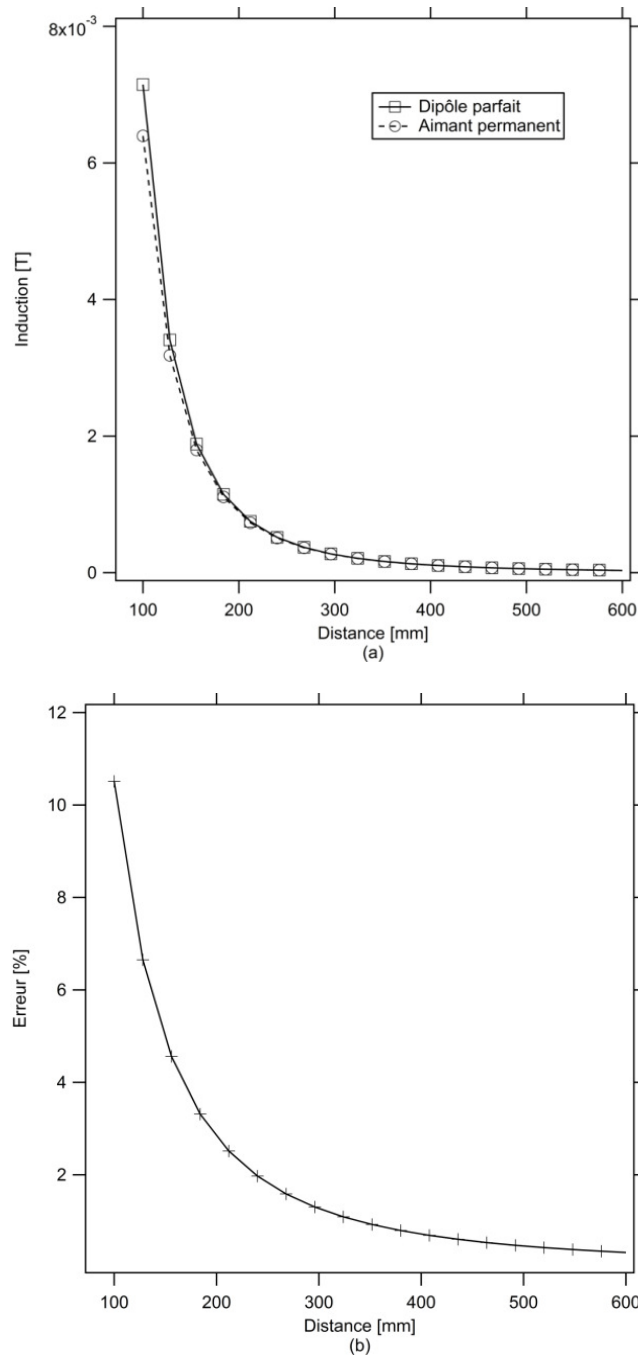 8x10-3
6
4
2
0
Induction [T]
Dipôle parfait
Aimant permanent
100 200 300 400 500 600
Distance [mm]
(a)
12
10
8
6
4
2
Erreur [%]
100 200 300 400 500 600
Distance [mm]
(b)